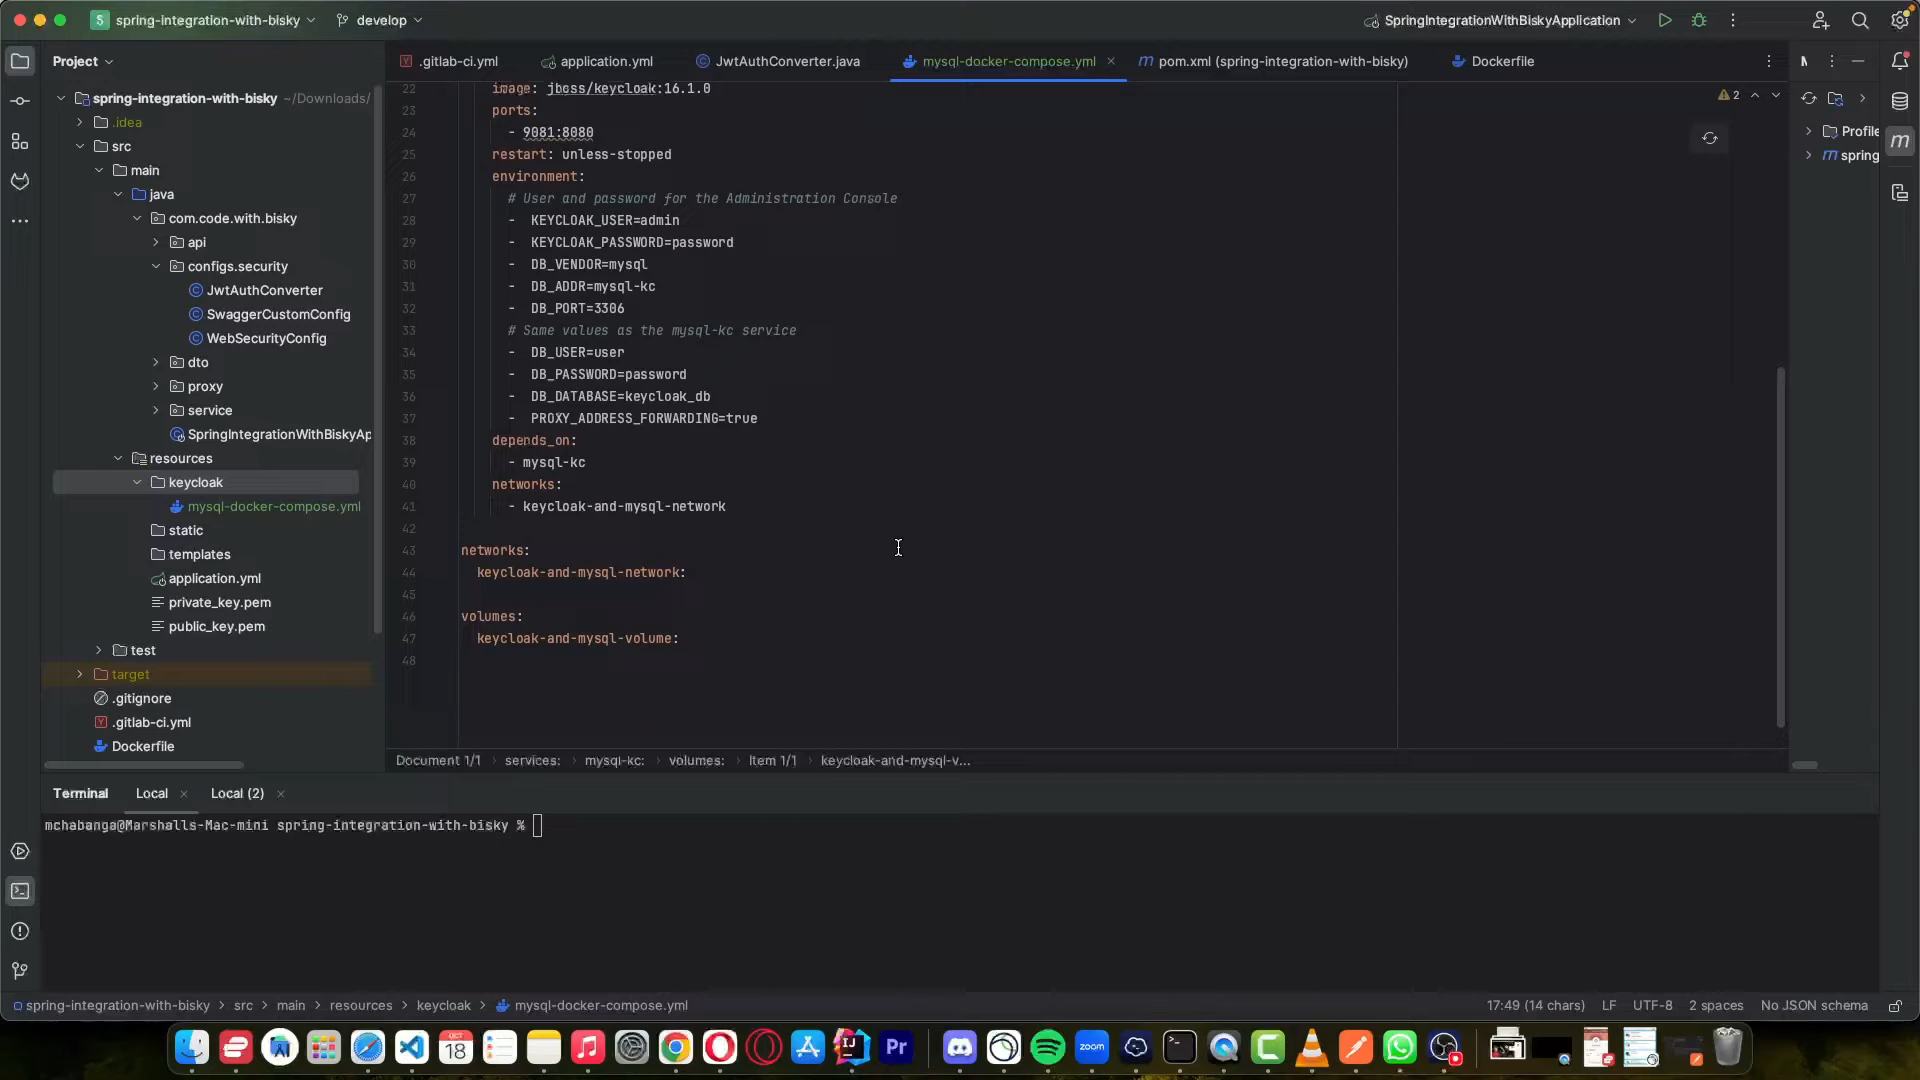 S spring-integration-with-bisky develop SpringIntegrationWithBiskyApplication
Project
spring-integration-with-bisky ~/Downloads/
.idea
src
main
java
com.code.with.bisky
api
configs.security
JwtAuthConverter
SwaggerCustomConfig
WebSecurityConfig
dto
proxy
service
SpringIntegrationWithBiskyAp
resources
keycloak
mysql-docker-compose.yml
static
templates
application.yml
private_key.pem
public_key.pem
test
target
.gitignore
.gitlab-ci.yml
Dockerfile
.gitlab-ci.yml application.yml JwtAuthConverter.java mysql-docker-compose.yml pom.xml (spring-integration-with-bisky) Dockerfile
22 image: jboss/keycloak:16.1.0
23 ports:
24 - 9081:8080
25 restart: unless-stopped
26 environment:
27 # User and password for the Administration Console
28 - KEYCLOAK_USER=admin
29 - KEYCLOAK_PASSWORD=password
30 - DB_VENDOR=mysql
31 - DB_ADDR=mysql-kc
32 - DB_PORT=3306
33 # Same values as the mysql-kc service
34 - DB_USER=user
35 - DB_PASSWORD=password
36 - DB_DATABASE=keycloak_db
37 - PROXY_ADDRESS_FORWARDING=true
38 depends_on:
39 - mysql-kc
40 networks:
41 - keycloak-and-mysql-network
42
43 networks:
44 keycloak-and-mysql-network:
45
46 volumes:
47 keycloak-and-mysql-volume:
48
2
M
Profile
m spring
Document 1/1 services: mysql-kc: volumes: Item 1/1 keycloak-and-mysql-v...
Terminal Local Local (2)
mchabanga@Marshalls-Mac-mini spring-integration-with-bisky %
spring-integration-with-bisky src main resources keycloak mysql-docker-compose.yml 17:49 (14 chars) LF UTF-8 2 spaces No JSON schema
OCT
18
IJ
Pr
zoom